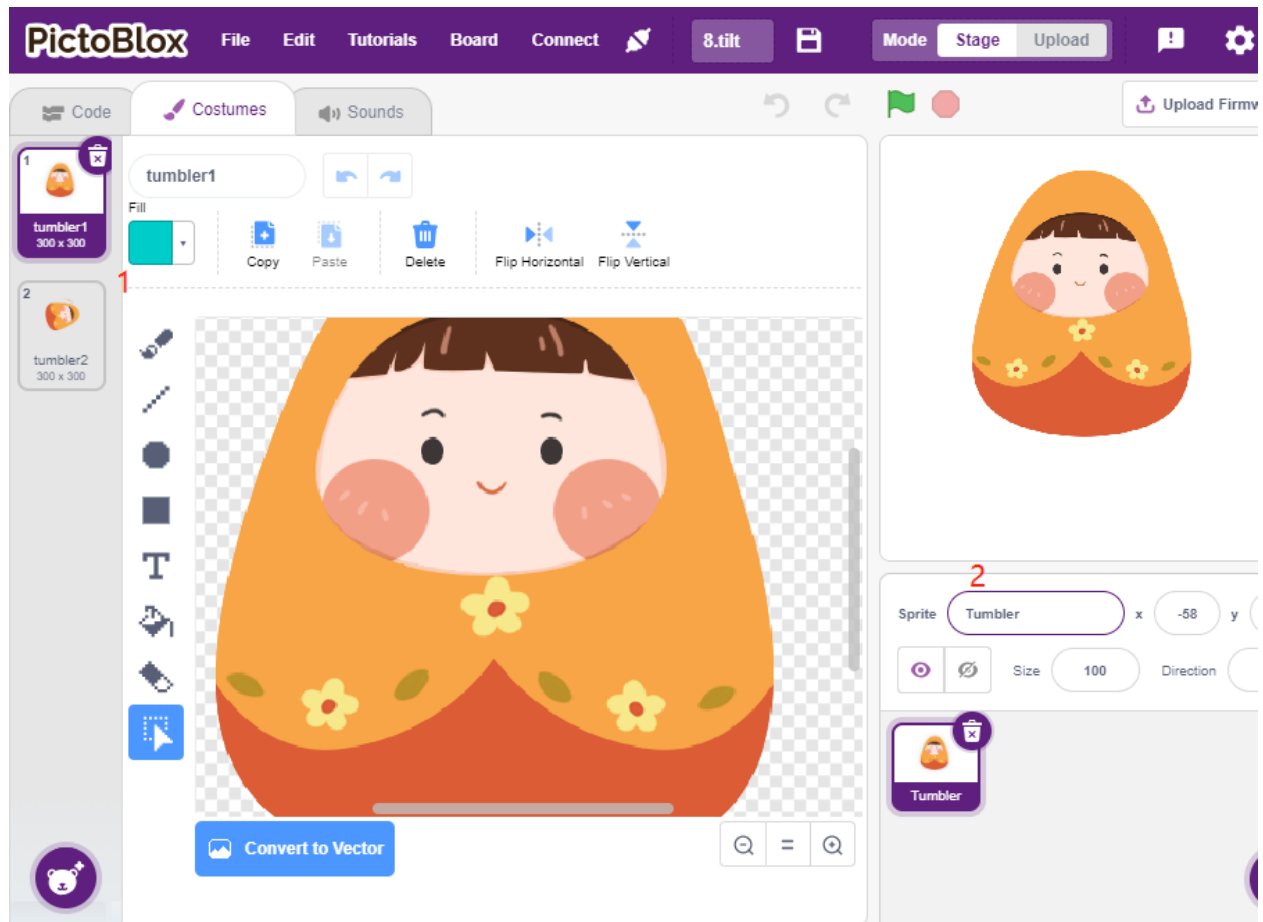 PictoBlox File Edit Tutorials Board Connect 8.tilt Mode Stage Upload
Code Costumes Sounds
Upload Firmw
1
tumbler1
300 x 300
2
tumbler2
300 x 300
tumbler1
Fill
Copy Paste Delete Flip Horizontal Flip Vertical
1
T
Convert to Vector
2
Sprite Tumbler x -58 y
Size 100 Direction
Tumbler